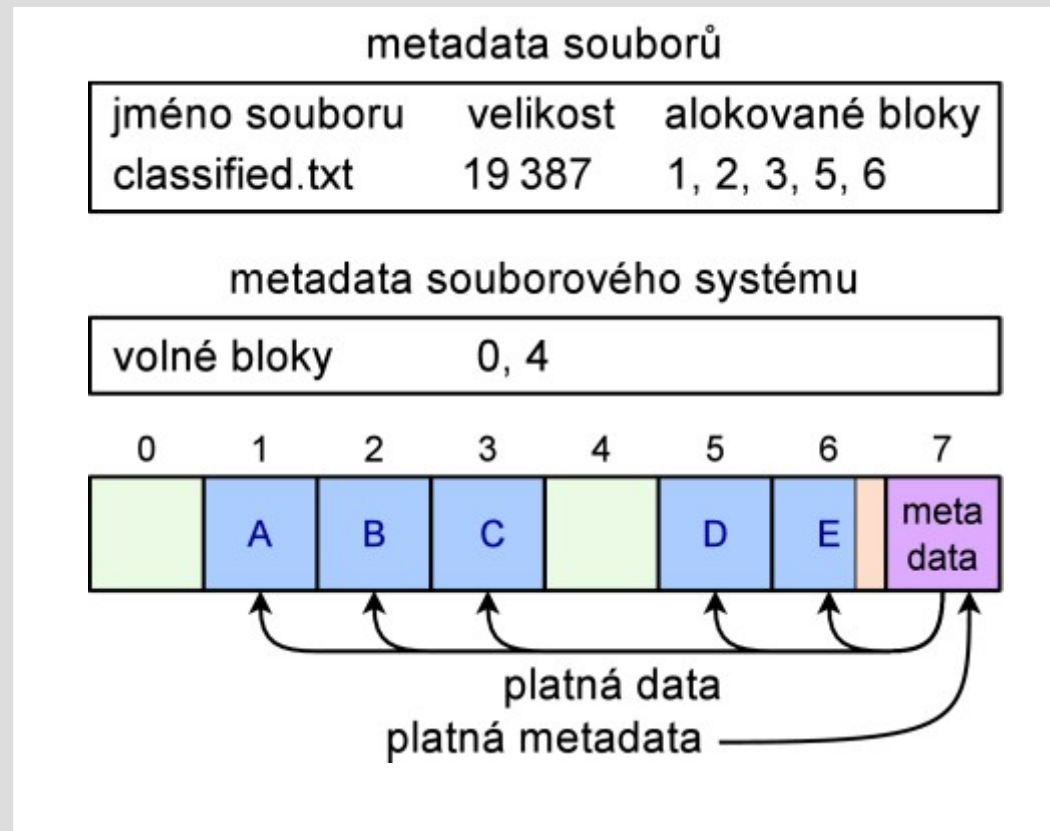 metadata souborů
jméno souboru velikost alokované bloky
classified.txt 19 387 1, 2, 3, 5, 6
metadata souborového systému
volné bloky 0, 4
0 1 2 3 4 5 6 7
A B C D E meta
data
platná data
platná metadata